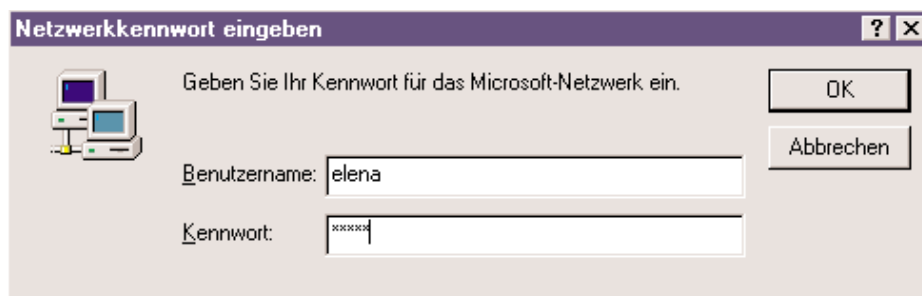 Netzwerkkennwort eingeben
Geben Sie Ihr Kennwort für das Microsoft-Netzwerk ein.
OK
Abbrechen
Benutzername: elena
Kennwort: *****